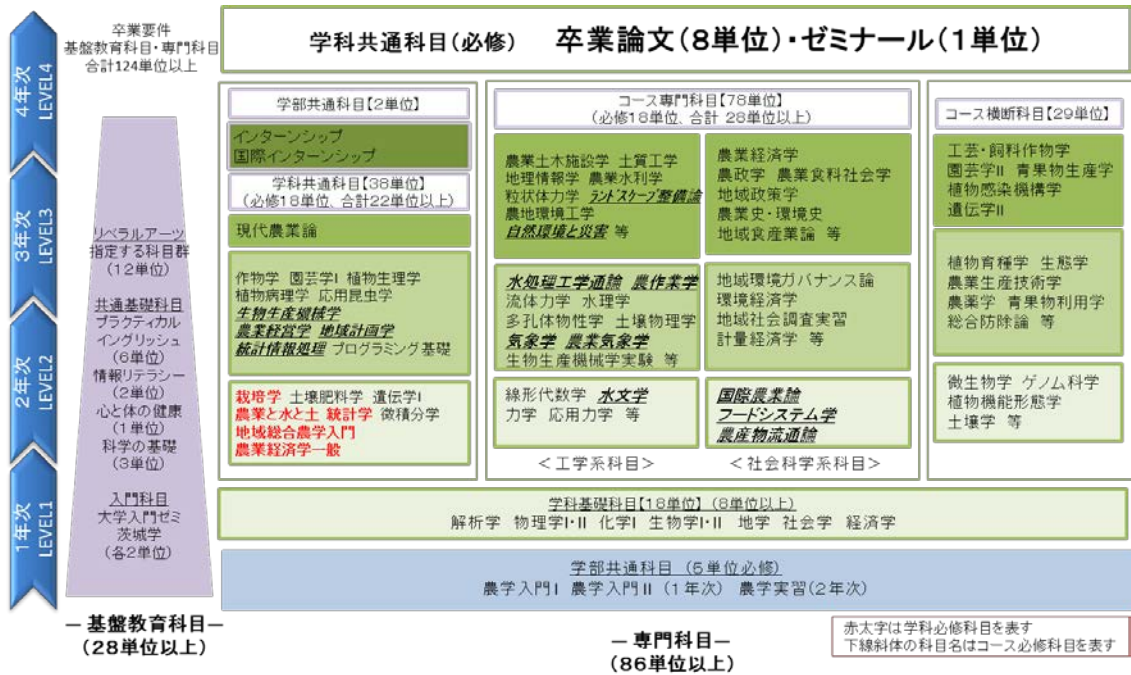 4年次
LEVEL4
3年次
LEVEL3
2年次
LEVEL2
1年次
LEVEL1
卒業要件
基盤教育科目・専門科目
合計124単位以上
リベラルアーツ
指定する科目群
(12単位)
共通基礎科目
プラクティカル
イングリッシュ
(6単位)
情報リテラシー
(2単位)
心と体の健康
(1単位)
科学の基礎
(3単位)
入門科目
大学入門ゼミ
茨城学
(各2単位)
― 基盤教育科目―
(28単位以上)
学科共通科目(必修) 卒業論文(8単位)・ゼミナール(1単位)
学部共通科目【2単位】
インターンシップ
国際インターンシップ
学科共通科目【38単位】
(必修18単位、合計22単位以上)
現代農業論
作物学 園芸学I 植物生理学
植物病理学 応用昆虫学
生物生産機械学
農業経営学 地域計画学
統計情報処理 プログラミング基礎
栽培学 土壌肥料学 遺伝学I
農業と水と土 統計学 微積分学
地域総合農学入門
農業経済学一般
コース専門科目【78単位】
(必修18単位、合計 28単位以上)
農業土木施設学 土質工学
地理情報学 農業水利学
粒状体力学 ランドスケープ整備論
農地環境工学
自然環境と災害 等
水処理工学通論 農作業学
流体力学 水理学
多孔体物性学 土壌物理学
気象学 農業気象学
生物生産機械学実験 等
線形代数学 水文学
力学 応用力学 等
＜工学系科目＞
農業経済学
農政学 農業食料社会学
地域政策学
農業史・環境史
地域食産業論 等
地域環境ガバナンス論
環境経済学
地域社会調査実習
計量経済学 等
国際農業論
フードシステム学
農産物流通論
＜社会科学系科目＞
コース横断科目【29単位】
工芸・飼料作物学
園芸学II 青果物生産学
植物感染機構学
遺伝学II
植物育種学 生態学
農業生産技術学
農薬学 青果物利用学
総合防除論 等
微生物学 ゲノム科学
植物機能形態学
土壌学 等
学科基礎科目【18単位】(8単位以上)
解析学 物理学I・II 化学I 生物学I・II 地学 社会学 経済学
学部共通科目 (5単位必修)
農学入門I 農学入門II (1年次) 農学実習(2年次)
― 専門科目―
(86単位以上)
赤太字は学科必修科目を表す
下線斜体の科目名はコース必修科目を表す